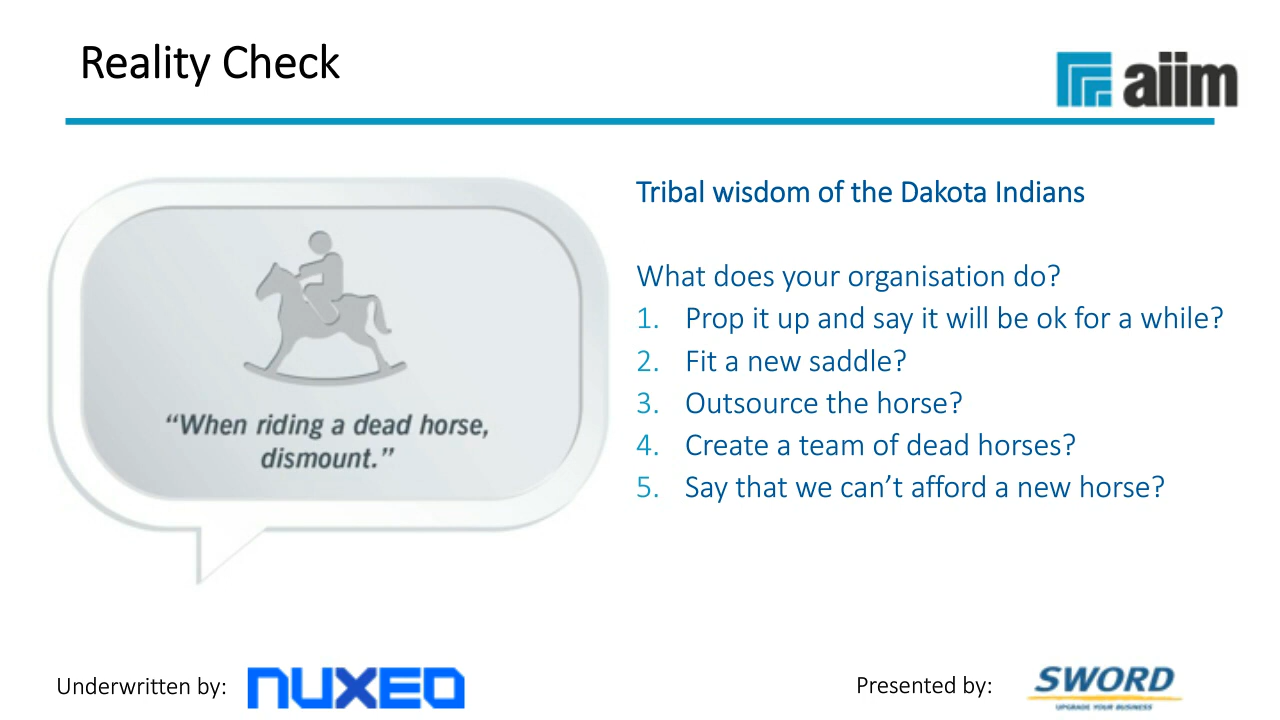 Reality Check
aiim
Tribal wisdom of the Dakota Indians
What does your organisation do?
1. Prop it up and say it will be ok for a while?
2. Fit a new saddle?
3. Outsource the horse?
4. Create a team of dead horses?
5. Say that we can’t afford a new horse?
“When riding a dead horse,
dismount.”
Underwritten by:
nuxeo
Presented by:
SWORD
UPGRADE YOUR BUSINESS